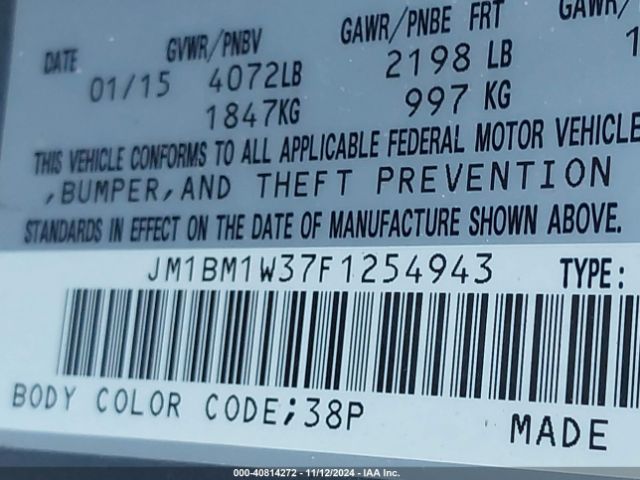 DATE GVWR/PNBV GAWR/PNBE FRT GAWR/
01/15 4072LB 2198 LB 1
1847KG 997 KG
THIS VEHICLE CONFORMS TO ALL APPLICABLE FEDERAL MOTOR VEHICLE
,BUMPER,AND THEFT PREVENTION
STANDARDS IN EFFECT ON THE DATE OF MANUFACTURE SHOWN ABOVE.
JM1BM1W37F1254943 TYPE:
BODY COLOR CODE;38P MADE
000-40814272 - 11/12/2024 - IAA Inc.